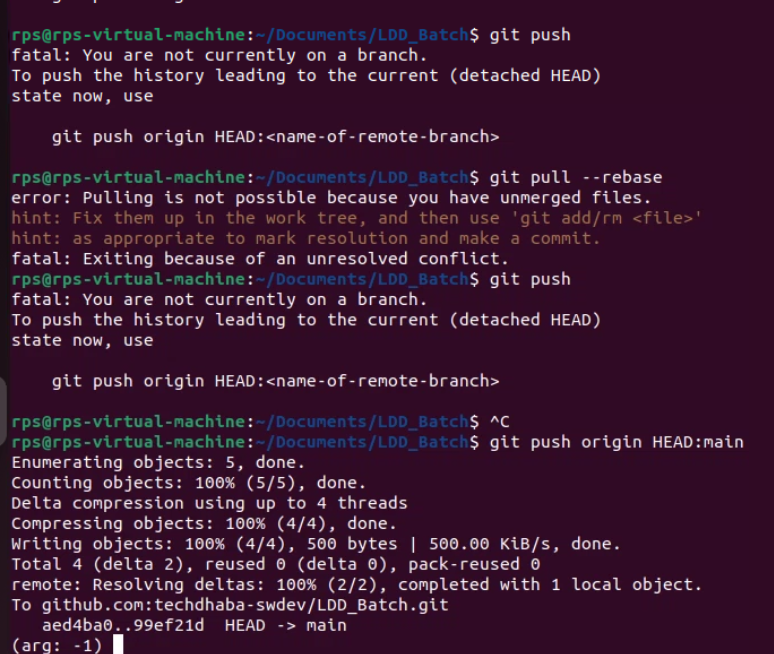 rps@rps-virtual-machine:~/Documents/LDD_Batch$ git push
fatal: You are not currently on a branch.
To push the history leading to the current (detached HEAD)
state now, use

    git push origin HEAD:<name-of-remote-branch>

rps@rps-virtual-machine:~/Documents/LDD_Batch$ git pull --rebase
error: Pulling is not possible because you have unmerged files.
hint: Fix them up in the work tree, and then use 'git add/rm <file>'
hint: as appropriate to mark resolution and make a commit.
fatal: Exiting because of an unresolved conflict.
rps@rps-virtual-machine:~/Documents/LDD_Batch$ git push
fatal: You are not currently on a branch.
To push the history leading to the current (detached HEAD)
state now, use

    git push origin HEAD:<name-of-remote-branch>

rps@rps-virtual-machine:~/Documents/LDD_Batch$ ^C
rps@rps-virtual-machine:~/Documents/LDD_Batch$ git push origin HEAD:main
Enumerating objects: 5, done.
Counting objects: 100% (5/5), done.
Delta compression using up to 4 threads
Compressing objects: 100% (4/4), done.
Writing objects: 100% (4/4), 500 bytes | 500.00 KiB/s, done.
Total 4 (delta 2), reused 0 (delta 0), pack-reused 0
remote: Resolving deltas: 100% (2/2), completed with 1 local object.
To github.com:techdhaba-swdev/LDD_Batch.git
   aed4ba0..99ef21d  HEAD -> main
(arg: -1)